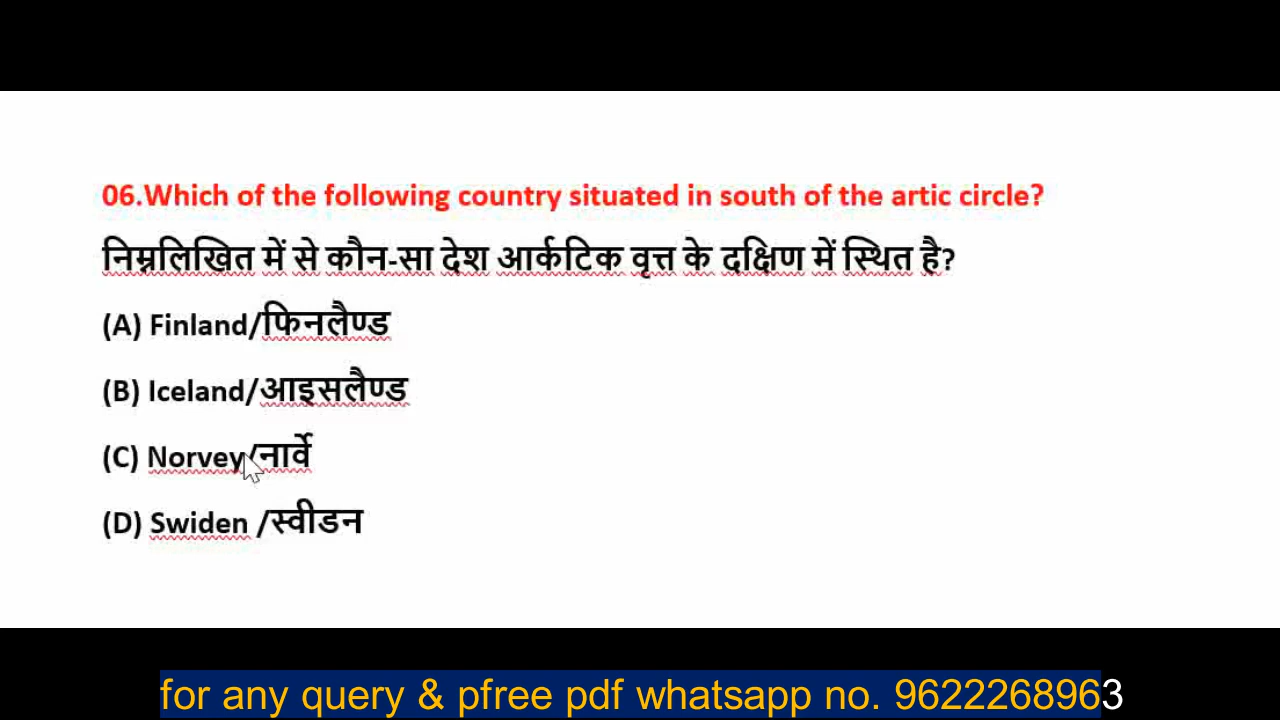 06.Which of the following country situated in south of the artic circle?
निम्नलिखित में से कौन-सा देश आर्कटिक वृत्त के दक्षिण में स्थित है?
(A) Finland/फिनलैण्ड
(B) Iceland/आइसलैण्ड
(C) Norvey/नार्वे
(D) Swiden /स्वीडन
for any query & pfree pdf whatsapp no. 9622268963